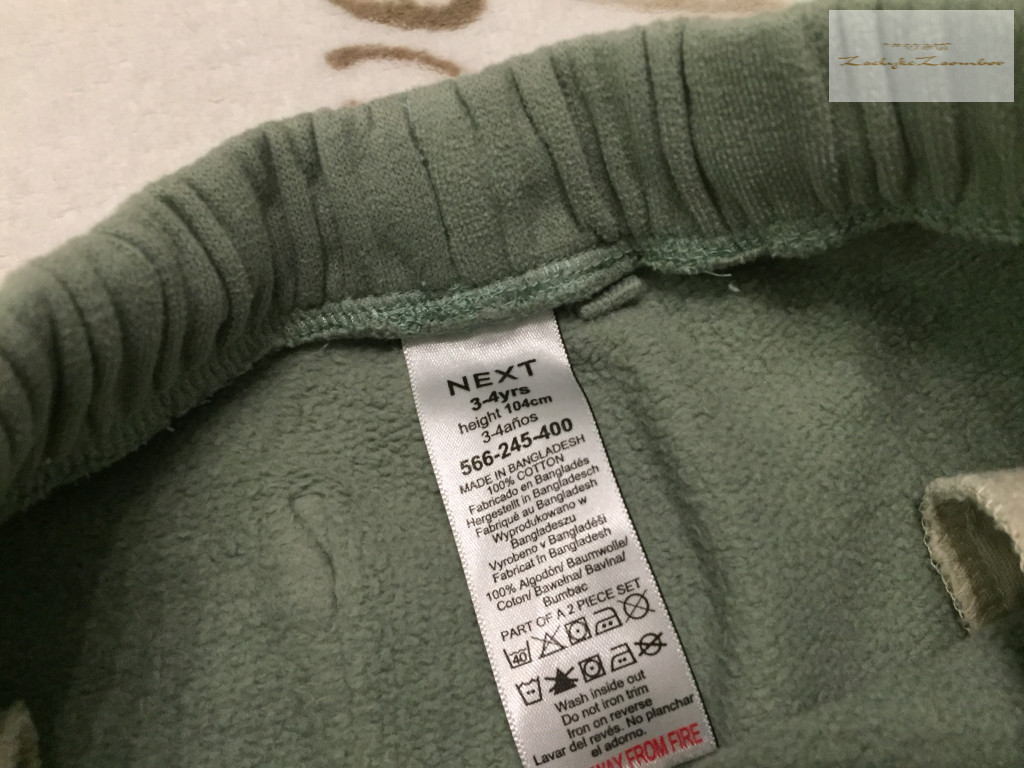 NEXT
3-4yrs
height 104cm
3-4años
566-245-400
MADE IN BANGLADESH
100% COTTON
Fabricado en Bangladés
Hergestellt in Bangladesch
Fabriqué au Bangladesh
Wyprodukowano w
Bangladeszu
Vyrobeno v Bangladéši
Fabricat în Bangladesh
100% Algodón/ Baumwolle/
Coton/ Bawełna/ Bavlna/
Bumbac
PART OF A 2 PIECE SET
40
Wash inside out
Do not iron trim
Iron on reverse
Lavar del revés. No planchar
el adorno.
FROM FIRE